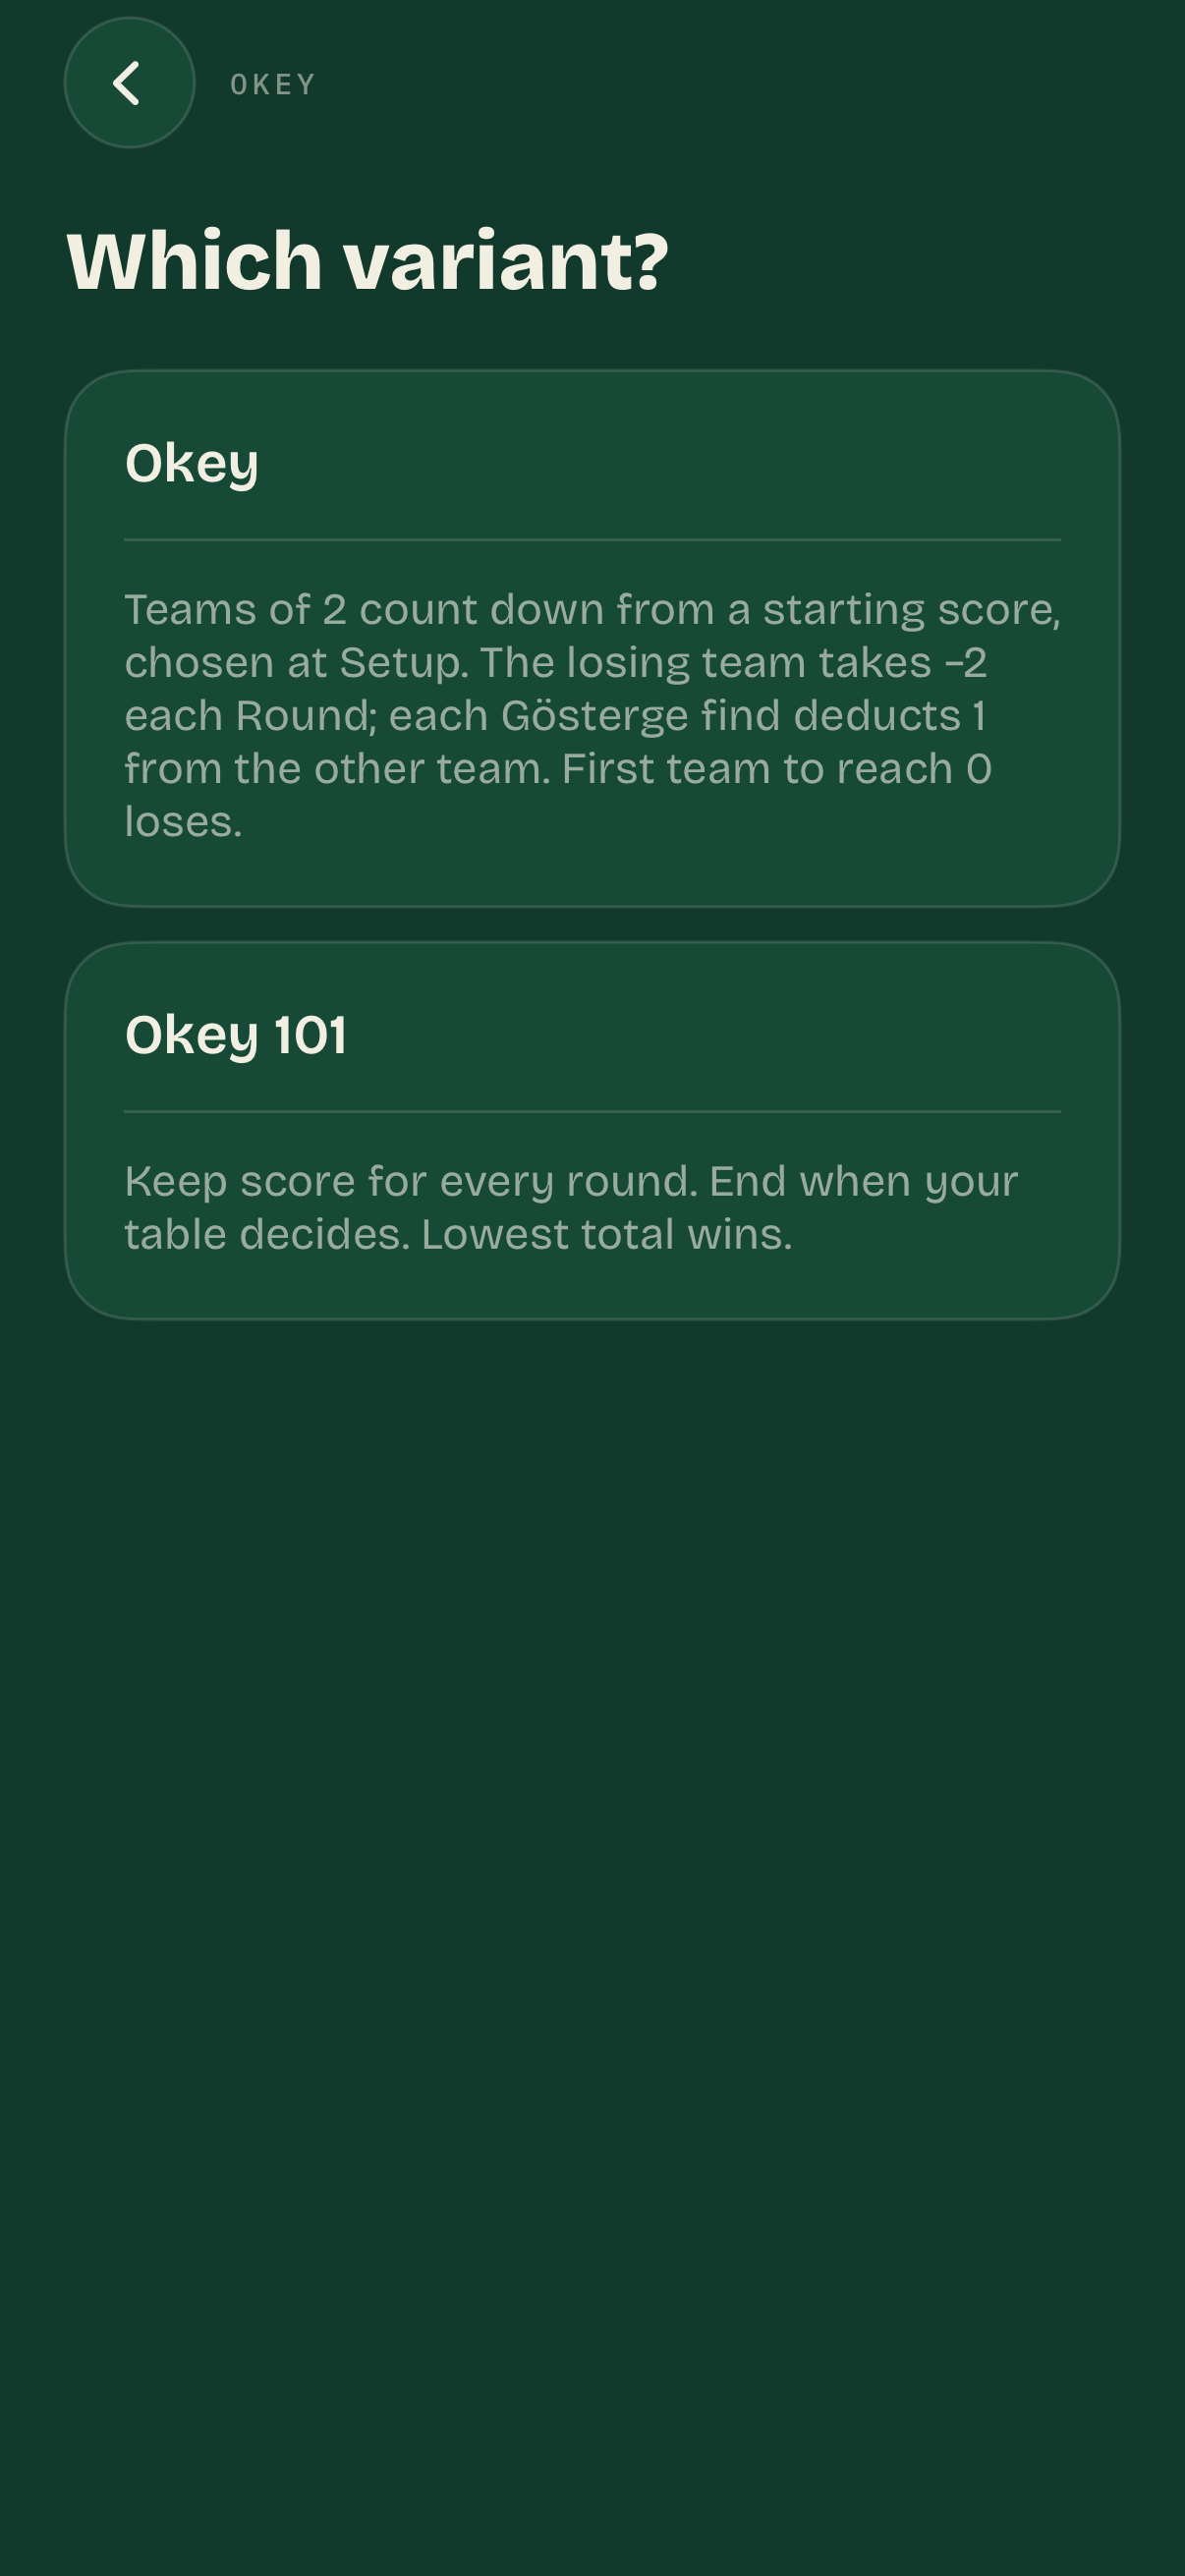 OKEY
Which variant?
Okey
Teams of 2 count down from a starting score,
chosen at Setup. The losing team takes −2
each Round; each Gösterge find deducts 1
from the other team. First team to reach 0
loses.
Okey 101
Keep score for every round. End when your
table decides. Lowest total wins.